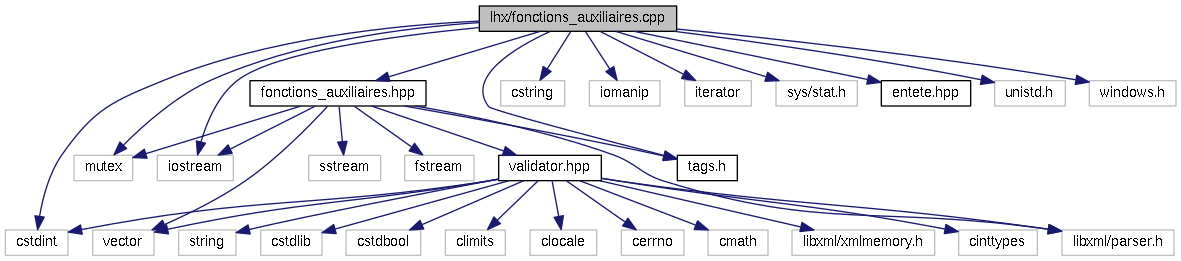 lhx/fonctions_auxiliaires.cpp
fonctions_auxiliaires.hpp
cstring
iomanip
iterator
sys/stat.h
entete.hpp
unistd.h
windows.h
mutex
iostream
sstream
fstream
validator.hpp
tags.h
cstdint
vector
string
cstdlib
cstdbool
climits
clocale
cerrno
cmath
libxml/xmlmemory.h
cinttypes
libxml/parser.h